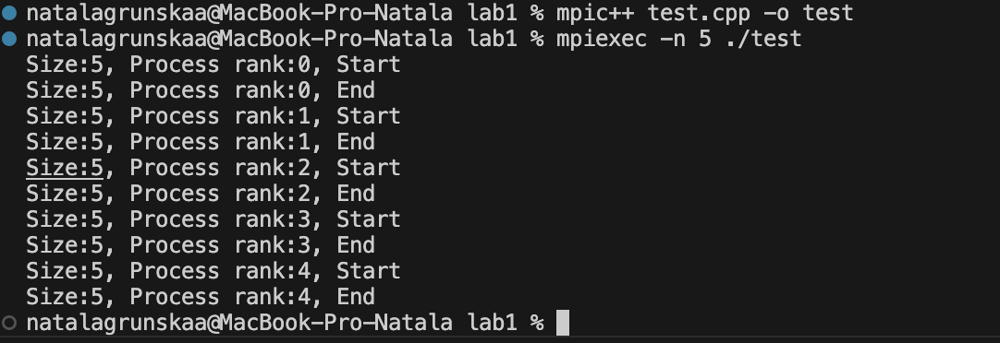 natalagrunskaa@MacBook-Pro-Natala lab1 % mpic++ test.cpp -o test
natalagrunskaa@MacBook-Pro-Natala lab1 % mpiexec -n 5 ./test
Size:5, Process rank:0, Start
Size:5, Process rank:0, End
Size:5, Process rank:1, Start
Size:5, Process rank:1, End
Size:5, Process rank:2, Start
Size:5, Process rank:2, End
Size:5, Process rank:3, Start
Size:5, Process rank:3, End
Size:5, Process rank:4, Start
Size:5, Process rank:4, End
natalagrunskaa@MacBook-Pro-Natala lab1 %